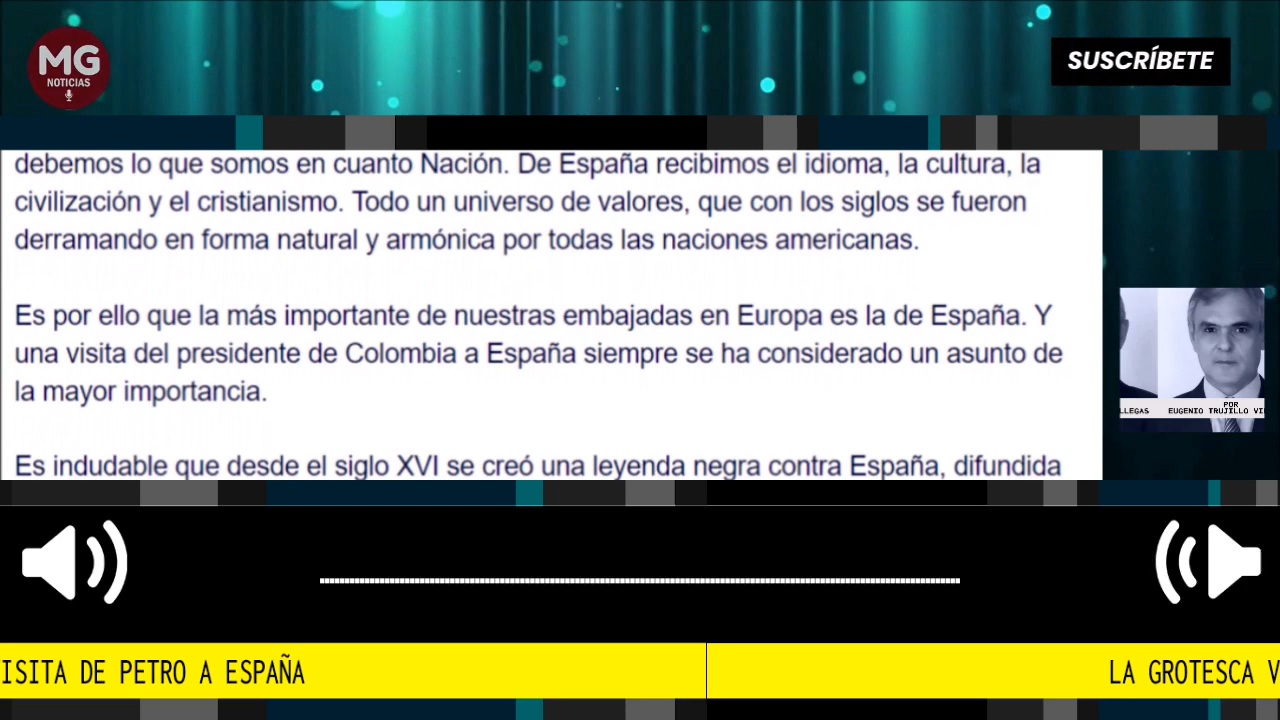 MG
NOTICIAS
SUSCRÍBETE
debemos lo que somos en cuanto Nación. De España recibimos el idioma, la cultura, la
civilización y el cristianismo. Todo un universo de valores, que con los siglos se fueron
derramando en forma natural y armónica por todas las naciones americanas.
Es por ello que la más importante de nuestras embajadas en Europa es la de España. Y
una visita del presidente de Colombia a España siempre se ha considerado un asunto de
la mayor importancia.
Es indudable que desde el siglo XVI se creó una leyenda negra contra España, difundida
POR
LLEGAS EUGENIO TRUJILLO VI
ISITA DE PETRO A ESPAÑA
LA GROTESCA V